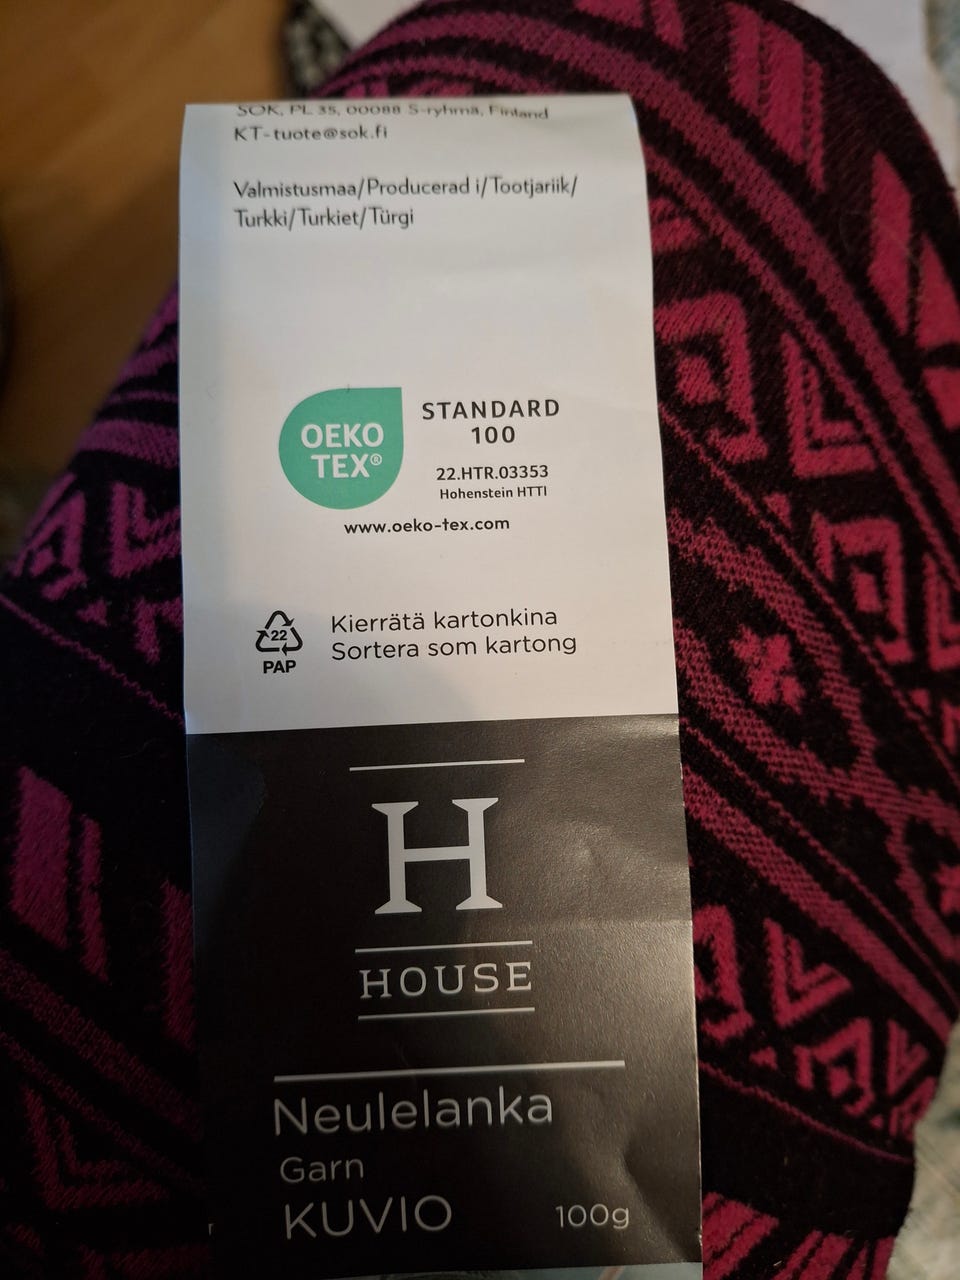 SOK, PL 35, 00088 S-ryhmä, Finland
KT-tuote@sok.fi
Valmistusmaa/Producerad i/Tootjariik/
Turkki/Turkiet/Türgi
OEKO
TEX®
STANDARD
100
22.HTR.03353
Hohenstein HTTI
www.oeko-tex.com
22
PAP
Kierrätä kartonkina
Sortera som kartong
H
HOUSE
Neulelanka
Garn
KUVIO 100g